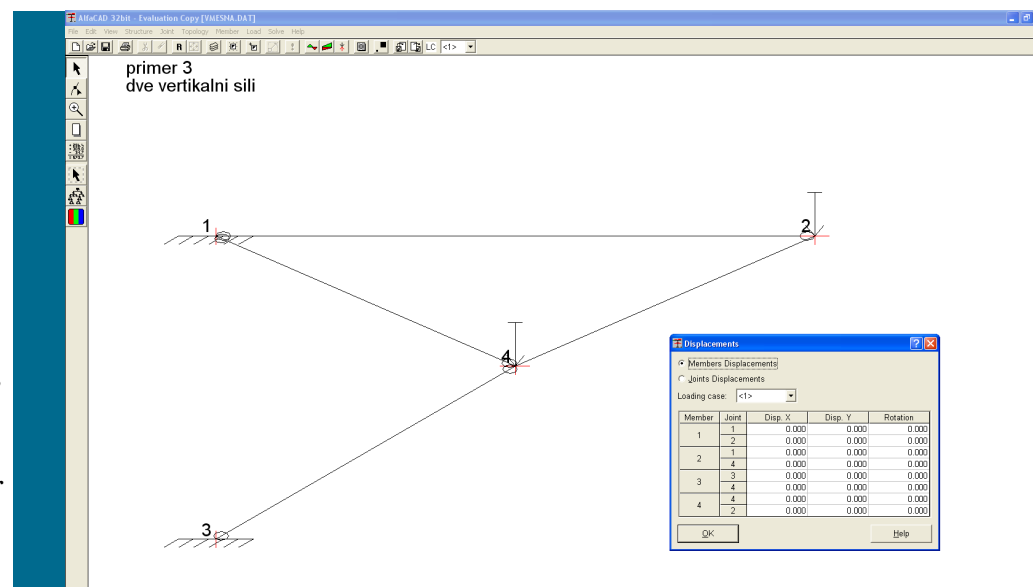 AlfaCAD 32bit - Evaluation Copy [VMESNA.DAT]
File Edit View Structure Joint Topology Member Load Solve Help
R LC <1>
primer 3
dve vertikalni sili
1
2
4
3
Displacements
Members Displacements
Joints Displacements
Loading case: <1>
Member Joint Disp. X Disp. Y Rotation
1 1 0.000 0.000 0.000
2 0.000 0.000 0.000
2 1 0.000 0.000 0.000
4 0.000 0.000 0.000
3 3 0.000 0.000 0.000
4 0.000 0.000 0.000
4 4 0.000 0.000 0.000
2 0.000 0.000 0.000
OK Help